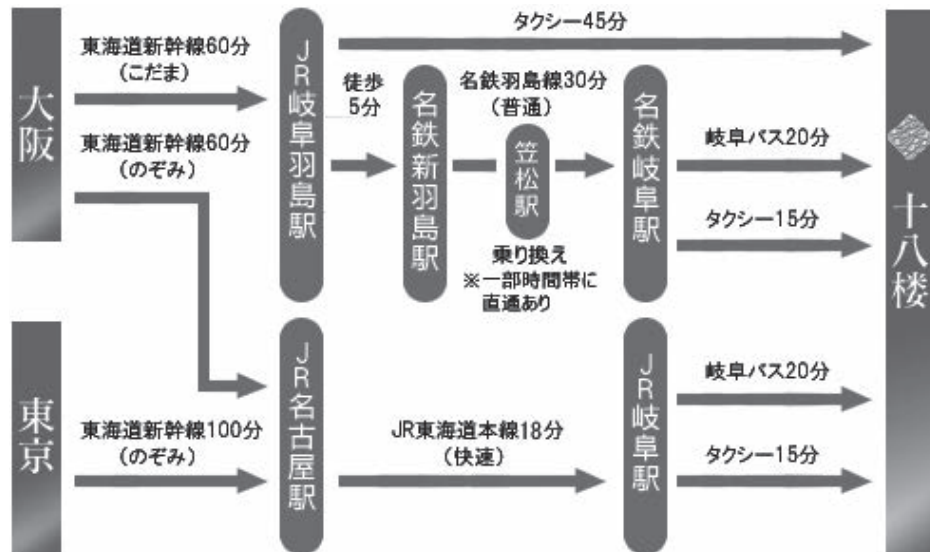 大阪
東京
東海道新幹線60分
(こだま)
東海道新幹線60分
(のぞみ)
東海道新幹線100分
(のぞみ)
JR岐阜羽島駅
JR名古屋駅
タクシー45分
徒歩
5分
名鉄新羽島駅
名鉄羽島線30分
(普通)
笠松駅
乗り換え
※一部時間帯に
直通あり
名鉄岐阜駅
岐阜バス20分
タクシー15分
JR東海道本線18分
(快速)
JR岐阜駅
岐阜バス20分
タクシー15分
十八楼